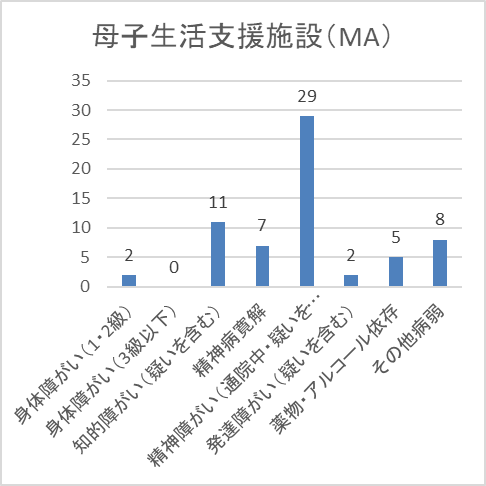 母子生活支援施設（MA）
35
30
25
20
15
10
5
0
2
0
11
7
29
2
5
8
身体障がい（1・2級）
身体障がい（3級以下）
知的障がい（疑いを含む）
精神病寛解
精神障がい（通院中・疑いを…
発達障がい（疑いを含む）
薬物・アルコール依存
その他病弱